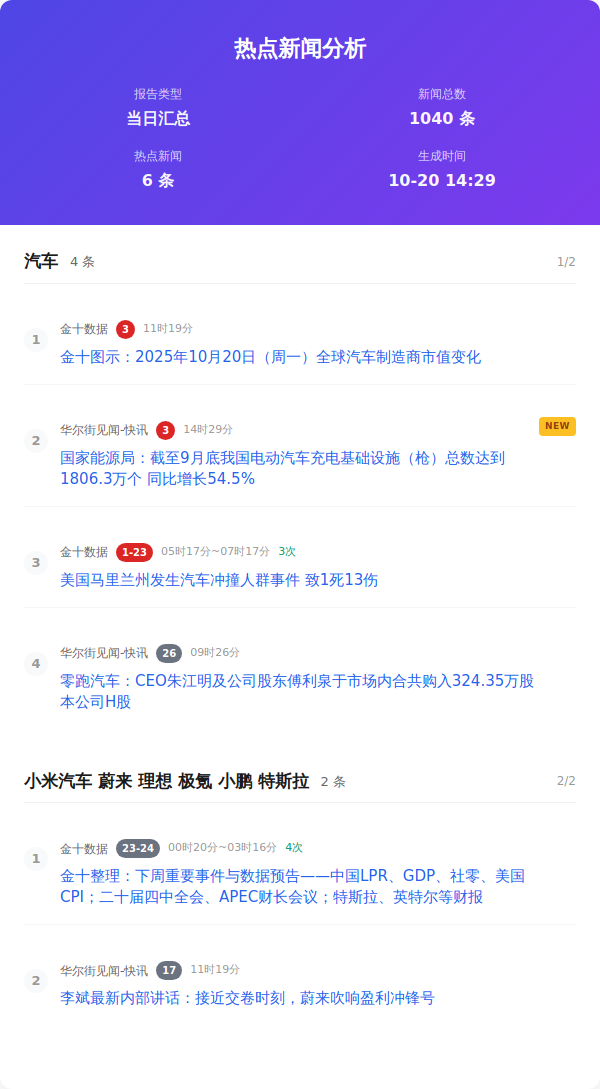 热点新闻分析
报告类型
新闻总数
当日汇总
1040 条
热点新闻
生成时间
6 条
10-20 14:29
汽车 4 条 1/2
1
金十数据 3 11时19分
金十图示：2025年10月20日（周一）全球汽车制造商市值变化
2
华尔街见闻-快讯 3 14时29分 NEW
国家能源局：截至9月底我国电动汽车充电基础设施（枪）总数达到
1806.3万个 同比增长54.5%
3
金十数据 1-23 05时17分~07时17分 3次
美国马里兰州发生汽车冲撞人群事件 致1死13伤
4
华尔街见闻-快讯 26 09时26分
零跑汽车：CEO朱江明及公司股东傅利泉于市场内合共购入324.35万股
本公司H股
小米汽车 蔚来 理想 极氪 小鹏 特斯拉 2 条 2/2
1
金十数据 23-24 00时20分~03时16分 4次
金十整理：下周重要事件与数据预告——中国LPR、GDP、社零、美国
CPI；二十届四中全会、APEC财长会议；特斯拉、英特尔等财报
2
华尔街见闻-快讯 17 11时19分
李斌最新内部讲话：接近交卷时刻，蔚来吹响盈利冲锋号